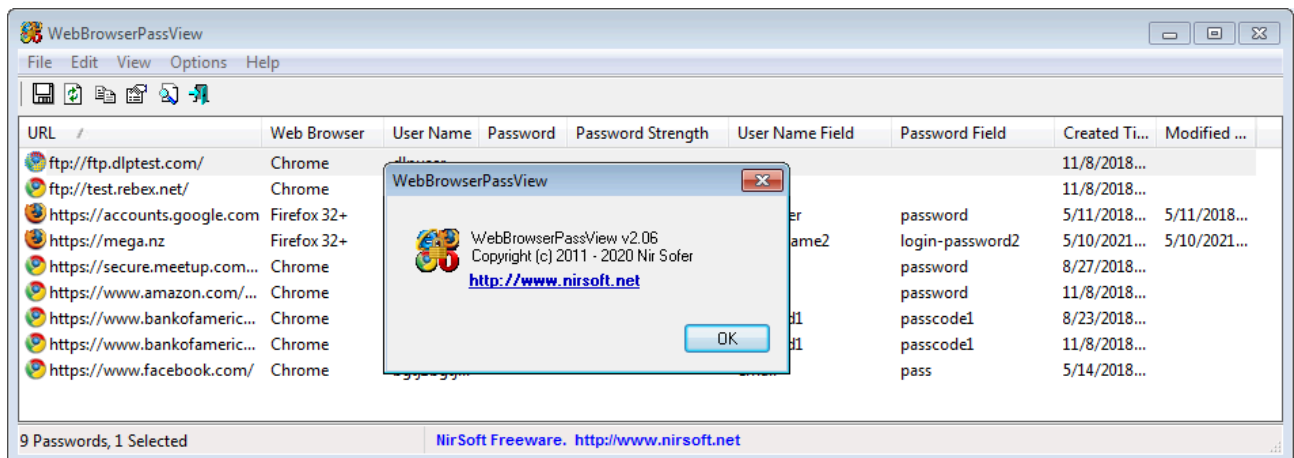 WebBrowserPassView
File Edit View Options Help
URL Web Browser User Name Password Password Strength User Name Field Password Field Created Ti... Modified ...
ftp://ftp.dlptest.com/ Chrome 11/8/2018...
ftp://test.rebex.net/ Chrome 11/8/2018...
https://accounts.google.com Firefox 32+ password 5/11/2018... 5/11/2018...
https://mega.nz Firefox 32+ ame2 login-password2 5/10/2021... 5/10/2021...
https://secure.meetup.com... Chrome password 8/27/2018...
https://www.amazon.com/... Chrome password 11/8/2018...
https://www.bankofameric... Chrome d1 passcode1 8/23/2018...
https://www.bankofameric... Chrome d1 passcode1 11/8/2018...
https://www.facebook.com/ Chrome pass 5/14/2018...
WebBrowserPassView
WebBrowserPassView v2.06
Copyright (c) 2011 - 2020 Nir Sofer
http://www.nirsoft.net
OK
9 Passwords, 1 Selected NirSoft Freeware. http://www.nirsoft.net